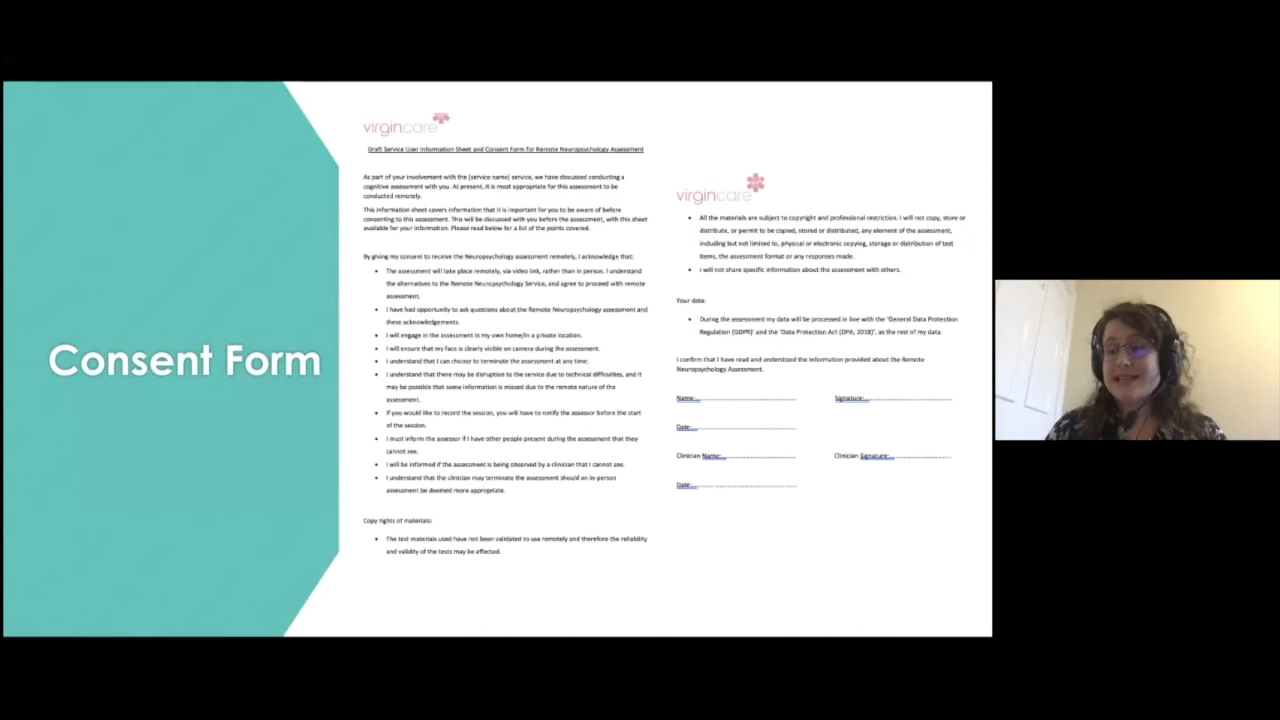 Consent Form
virgincare
Draft Service User Information Sheet and Consent Form for Remote Neuropsychology Assessment
As part of your involvement with the [service name] service, we have discussed conducting a
cognitive assessment with you. At present, it is most appropriate for this assessment to be
conducted remotely.
This information sheet covers information that it is important for you to be aware of before
consenting to this assessment. This will be discussed with you before the assessment, with this sheet
available for your information. Please read below for a list of the points covered.
By giving my consent to receive the Neuropsychology assessment remotely, I acknowledge that:
• The assessment will take place remotely, via video link, rather than in person. I understand
the alternatives to the Remote Neuropsychology Service, and agree to proceed with remote
assessment.
• I have had opportunity to ask questions about the Remote Neuropsychology assessment and
these acknowledgements.
• I will engage in the assessment in my own home/in a private location.
• I will ensure that my face is clearly visible on camera during the assessment.
• I understand that I can choose to terminate the assessment at any time.
• I understand that there may be disruption to the service due to technical difficulties, and it
may be possible that some information is missed due to the remote nature of the
assessment.
• If you would like to record the session, you will have to notify the assessor before the start
of the session.
• I must inform the assessor if I have other people present during the assessment that they
cannot see.
• I will be informed if the assessment is being observed by a clinician that I cannot see.
• I understand that the clinician may terminate the assessment should an in-person
assessment be deemed more appropriate.
Copy rights of materials:
• The test materials used have not been validated to use remotely and therefore the reliability
and validity of the tests may be affected.
virgincare
• All the materials are subject to copyright and professional restriction. I will not copy, store or
distribute, or permit to be copied, stored or distributed, any element of the assessment,
including but not limited to, physical or electronic copying, storage or distribution of test
items, the assessment format or any responses made.
• I will not share specific information about the assessment with others.
Your data:
• During the assessment my data will be processed in line with the 'General Data Protection
Regulation (GDPR)' and the 'Data Protection Act (DPA; 2018)', as the rest of my data.
I confirm that I have read and understood the information provided about the Remote
Neuropsychology Assessment.
Name:
Signature:
Date:
Clinician Name:
Clinician Signature:
Date: